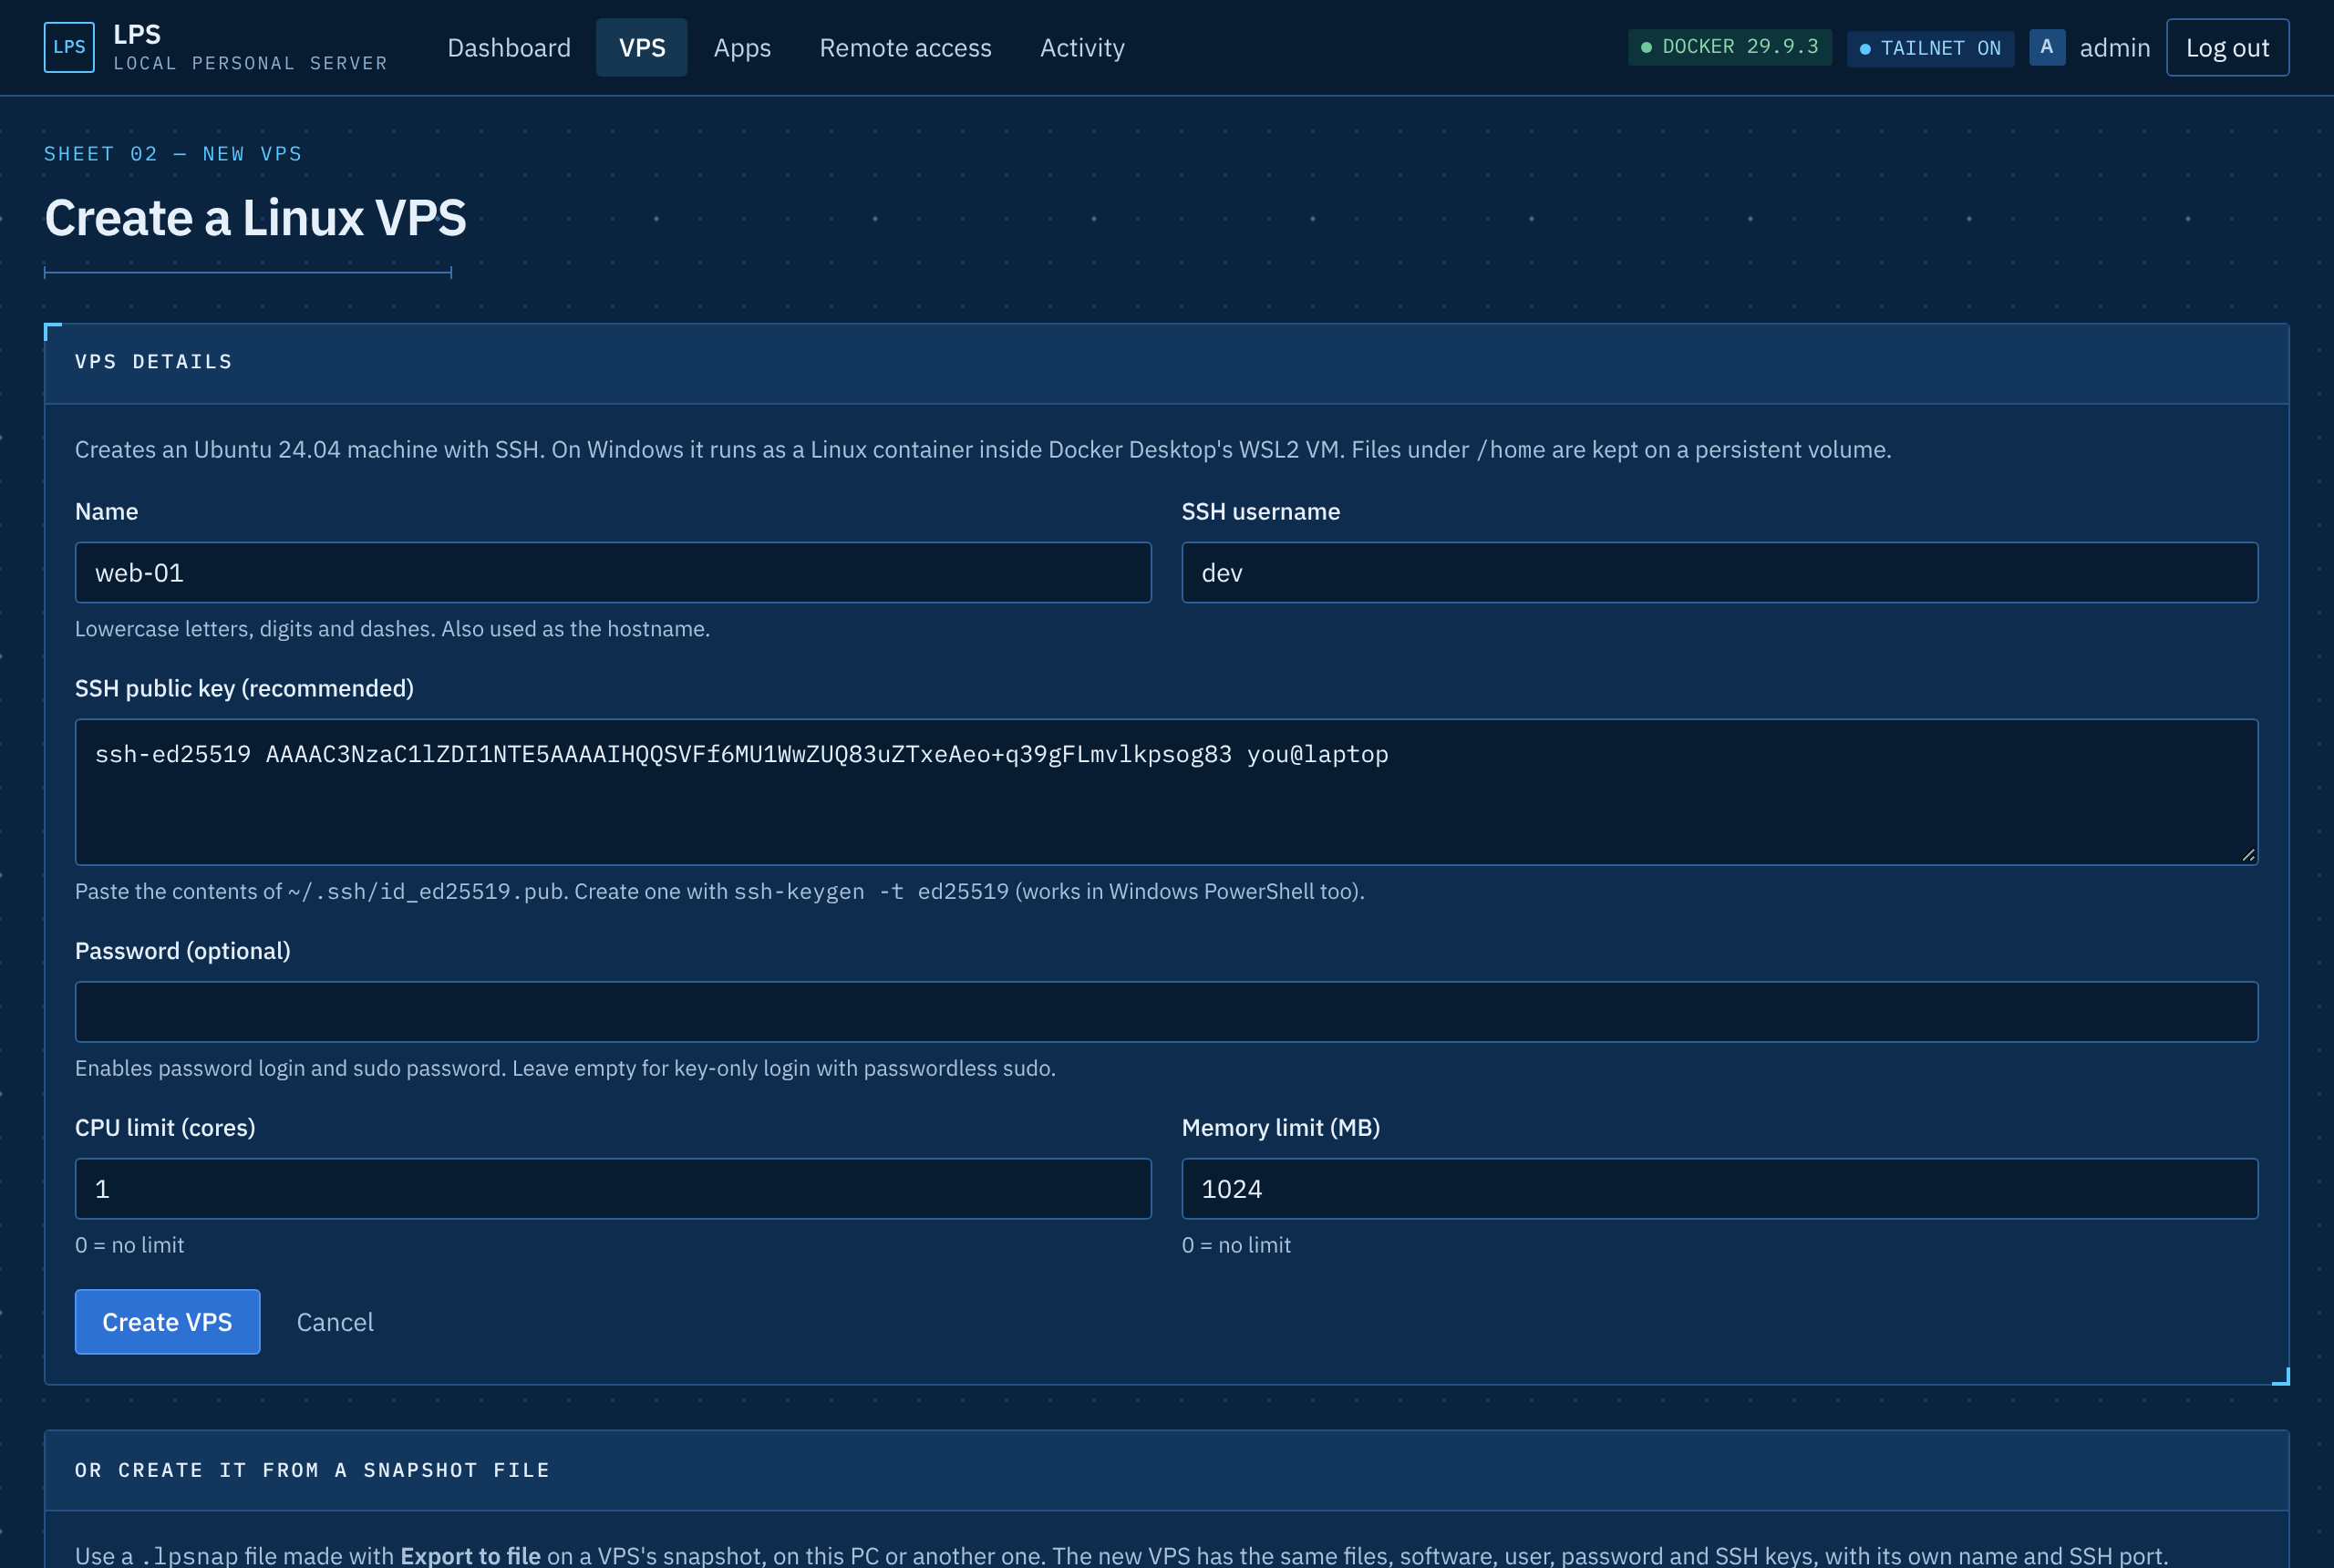 LPS
LPS
LOCAL PERSONAL SERVER
Dashboard
VPS
Apps
Remote access
Activity
DOCKER 29.9.3
TAILNET ON
A
admin
Log out
SHEET 02 — NEW VPS
Create a Linux VPS
VPS DETAILS
Creates an Ubuntu 24.04 machine with SSH. On Windows it runs as a Linux container inside Docker Desktop's WSL2 VM. Files under /home are kept on a persistent volume.
Name
SSH username
web-01
dev
Lowercase letters, digits and dashes. Also used as the hostname.
SSH public key (recommended)
ssh-ed25519 AAAAC3NzaC1lZDI1NTE5AAAAIHQQSVFf6MU1WwZUQ83uZTxeAeo+q39gFLmvlkpsog83 you@laptop
Paste the contents of ~/.ssh/id_ed25519.pub. Create one with ssh-keygen -t ed25519 (works in Windows PowerShell too).
Password (optional)
Enables password login and sudo password. Leave empty for key-only login with passwordless sudo.
CPU limit (cores)
Memory limit (MB)
1
1024
0 = no limit
0 = no limit
Create VPS
Cancel
OR CREATE IT FROM A SNAPSHOT FILE
Use a .lpsnap file made with Export to file on a VPS's snapshot, on this PC or another one. The new VPS has the same files, software, user, password and SSH keys, with its own name and SSH port.